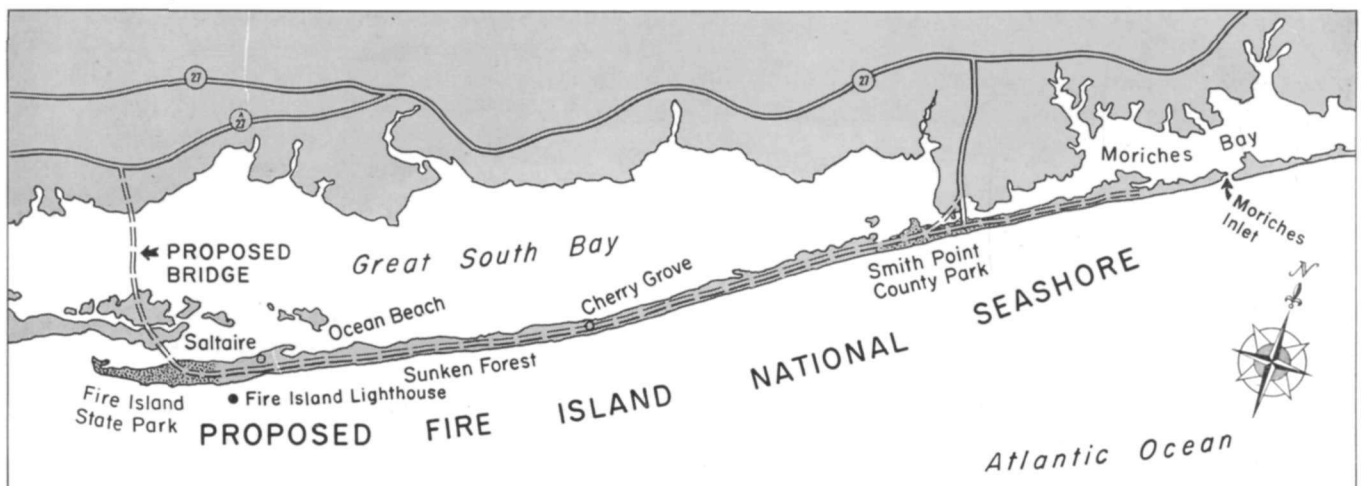 27
27
27
A
Moriches Bay
Moriches
Inlet
PROPOSED
BRIDGE
Great South Bay
Smith Point
County Park
Cherry Grove
Ocean Beach
Saltaire
Sunken Forest
Fire Island
State Park
Fire Island Lighthouse
PROPOSED FIRE ISLAND NATIONAL SEASHORE
N
Atlantic Ocean